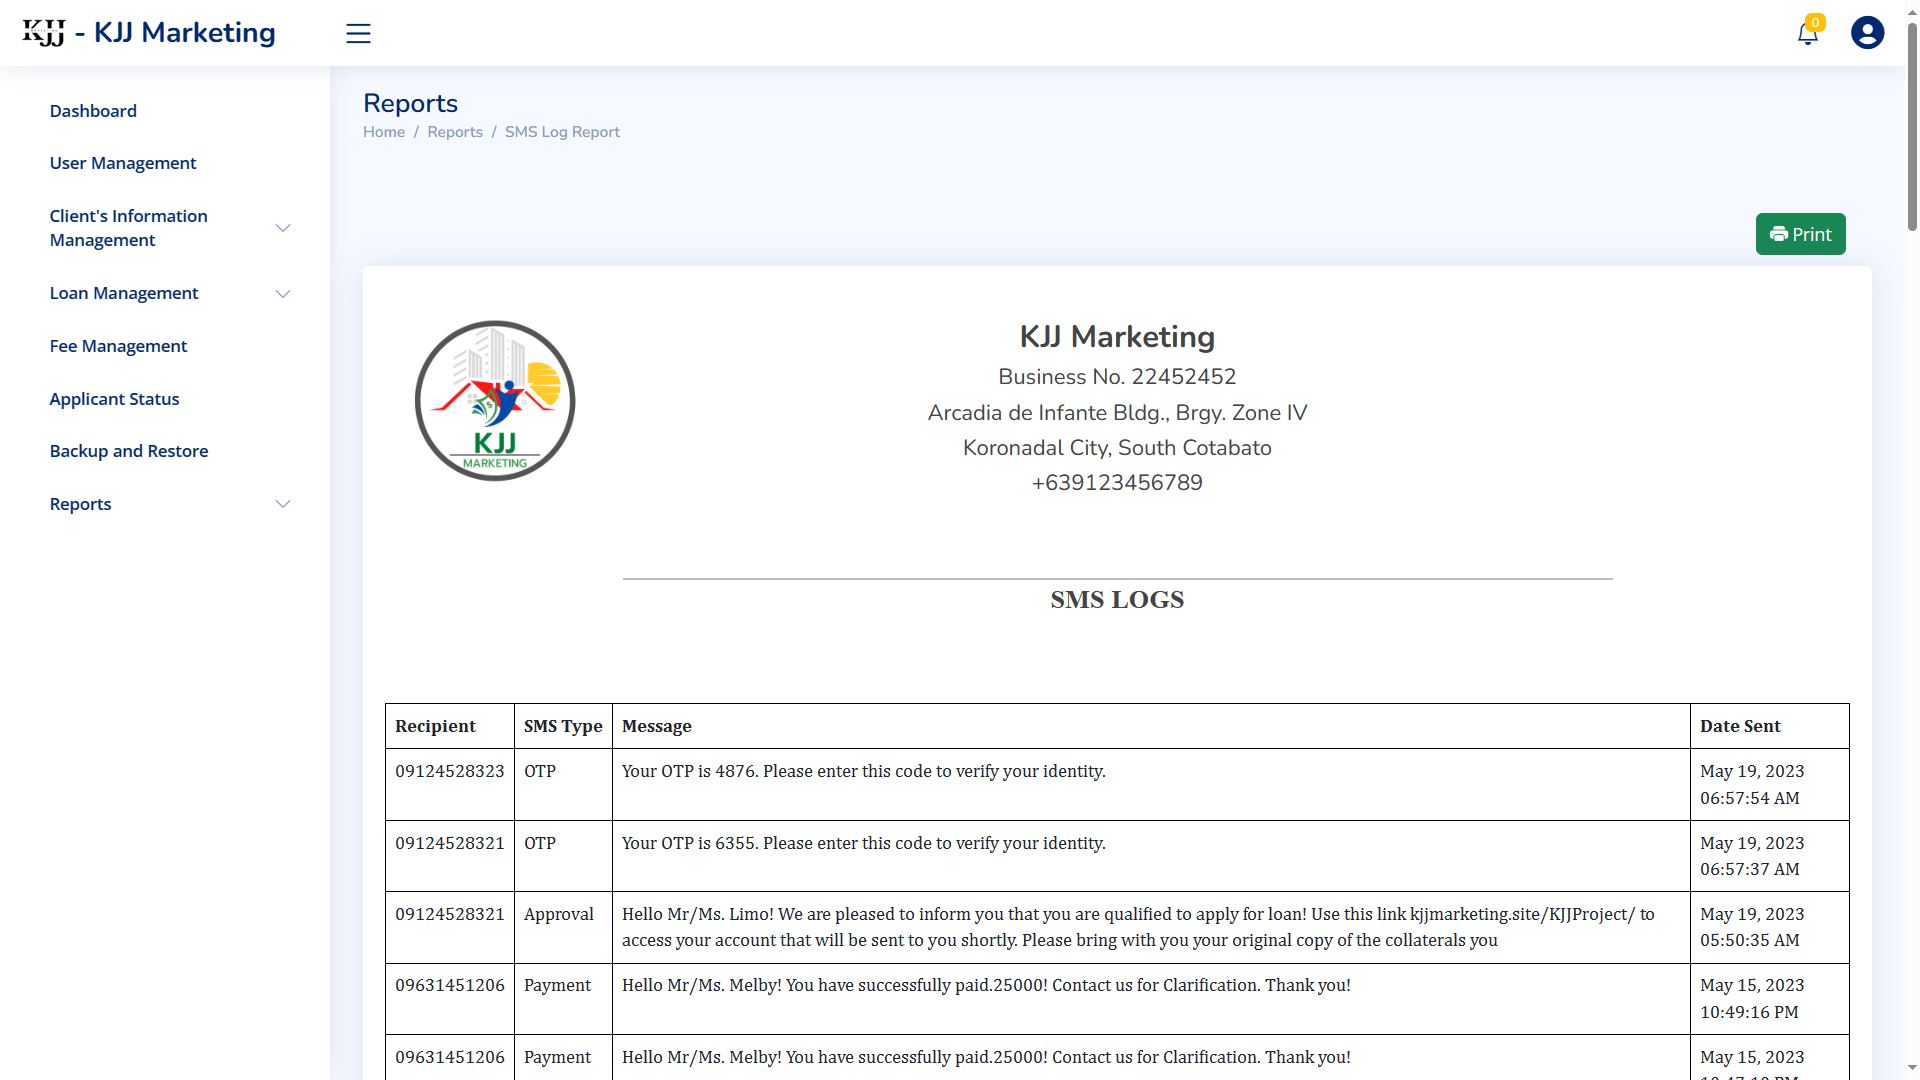 KJJ - KJJ Marketing
0
Dashboard
User Management
Client's Information
Management
Loan Management
Fee Management
Applicant Status
Backup and Restore
Reports
Reports
Home / Reports / SMS Log Report
Print
KJJ
MARKETING
KJJ Marketing
Business No. 22452452
Arcadia de Infante Bldg., Brgy. Zone IV
Koronadal City, South Cotabato
+639123456789
SMS LOGS
Recipient SMS Type Message Date Sent
09124528323 OTP Your OTP is 4876. Please enter this code to verify your identity. May 19, 2023
06:57:54 AM
09124528321 OTP Your OTP is 6355. Please enter this code to verify your identity. May 19, 2023
06:57:37 AM
09124528321 Approval Hello Mr/Ms. Limo! We are pleased to inform you that you are qualified to apply for loan! Use this link kjjmarketing.site/KJJProject/ to May 19, 2023
access your account that will be sent to you shortly. Please bring with you your original copy of the collaterals you 05:50:35 AM
09631451206 Payment Hello Mr/Ms. Melby! You have successfully paid.25000! Contact us for Clarification. Thank you! May 15, 2023
10:49:16 PM
09631451206 Payment Hello Mr/Ms. Melby! You have successfully paid.25000! Contact us for Clarification. Thank you! May 15, 2023